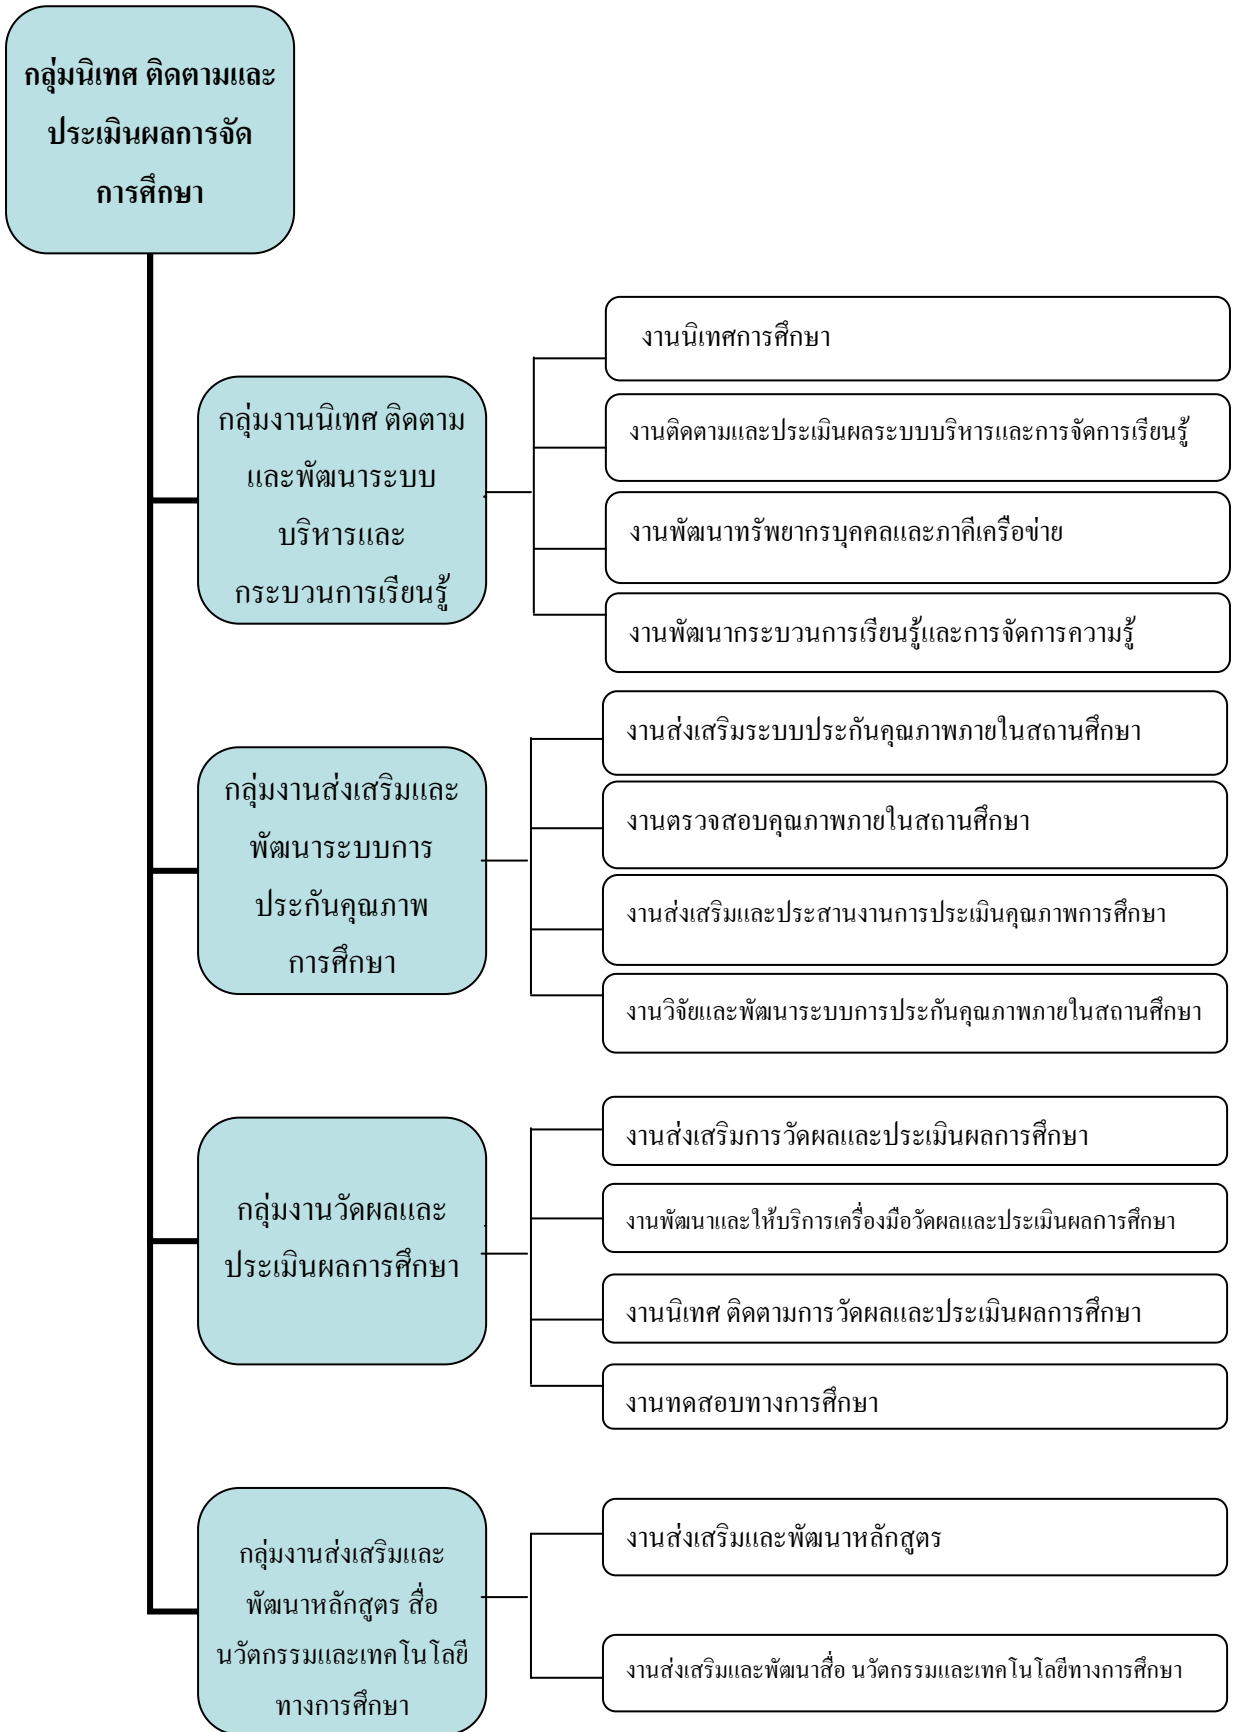 กลุ่มนิเทศ ติดตามและ
ประเมินผลการจัด
การศึกษา
กลุ่มงานนิเทศ ติดตาม
และพัฒนาระบบ
บริหารและ
กระบวนการเรียนรู้
งานนิเทศการศึกษา
งานติดตามและประเมินผลระบบบริหารและการจัดการเรียนรู้
งานพัฒนาทรัพยากรบุคคลและภาคีเครือข่าย
งานพัฒนากระบวนการเรียนรู้และการจัดการความรู้
กลุ่มงานส่งเสริมและ
พัฒนาระบบการ
ประกันคุณภาพ
การศึกษา
งานส่งเสริมระบบประกันคุณภาพภายในสถานศึกษา
งานตรวจสอบคุณภาพภายในสถานศึกษา
งานส่งเสริมและประสานงานการประเมินคุณภาพการศึกษา
งานวิจัยและพัฒนาระบบการประกันคุณภาพภายในสถานศึกษา
กลุ่มงานวัดผลและ
ประเมินผลการศึกษา
งานส่งเสริมการวัดผลและประเมินผลการศึกษา
งานพัฒนาและให้บริการเครื่องมือวัดผลและประเมินผลการศึกษา
งานนิเทศ ติดตามการวัดผลและประเมินผลการศึกษา
งานทดสอบทางการศึกษา
กลุ่มงานส่งเสริมและ
พัฒนาหลักสูตร สื่อ
นวัตกรรมและเทคโนโลยี
ทางการศึกษา
งานส่งเสริมและพัฒนาหลักสูตร
งานส่งเสริมและพัฒนาสื่อ นวัตกรรมและเทคโนโลยีทางการศึกษา